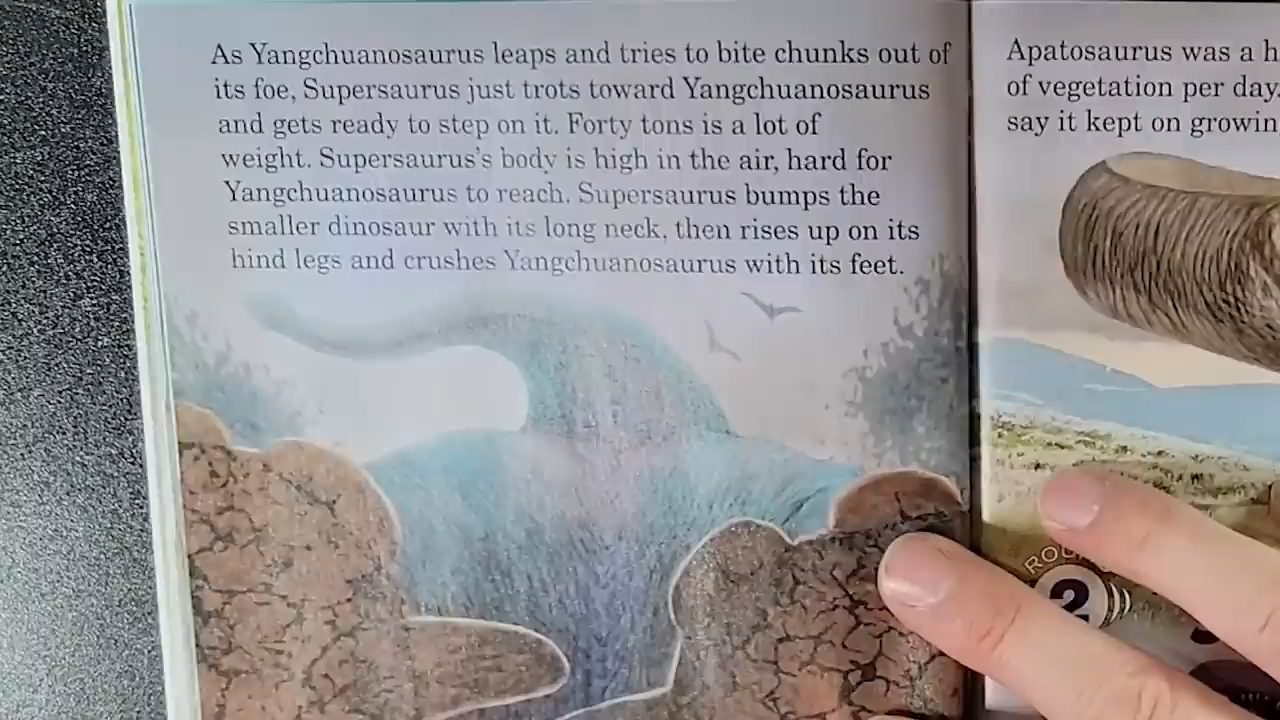 As Yangchuanosaurus leaps and tries to bite chunks out of
its foe, Supersaurus just trots toward Yangchuanosaurus
and gets ready to step on it. Forty tons is a lot of
weight. Supersaurus's body is high in the air, hard for
Yangchuanosaurus to reach. Supersaurus bumps the
smaller dinosaur with its long neck, then rises up on its
hind legs and crushes Yangchuanosaurus with its feet.
Apatosaurus was a h
of vegetation per day.
say it kept on growin
2